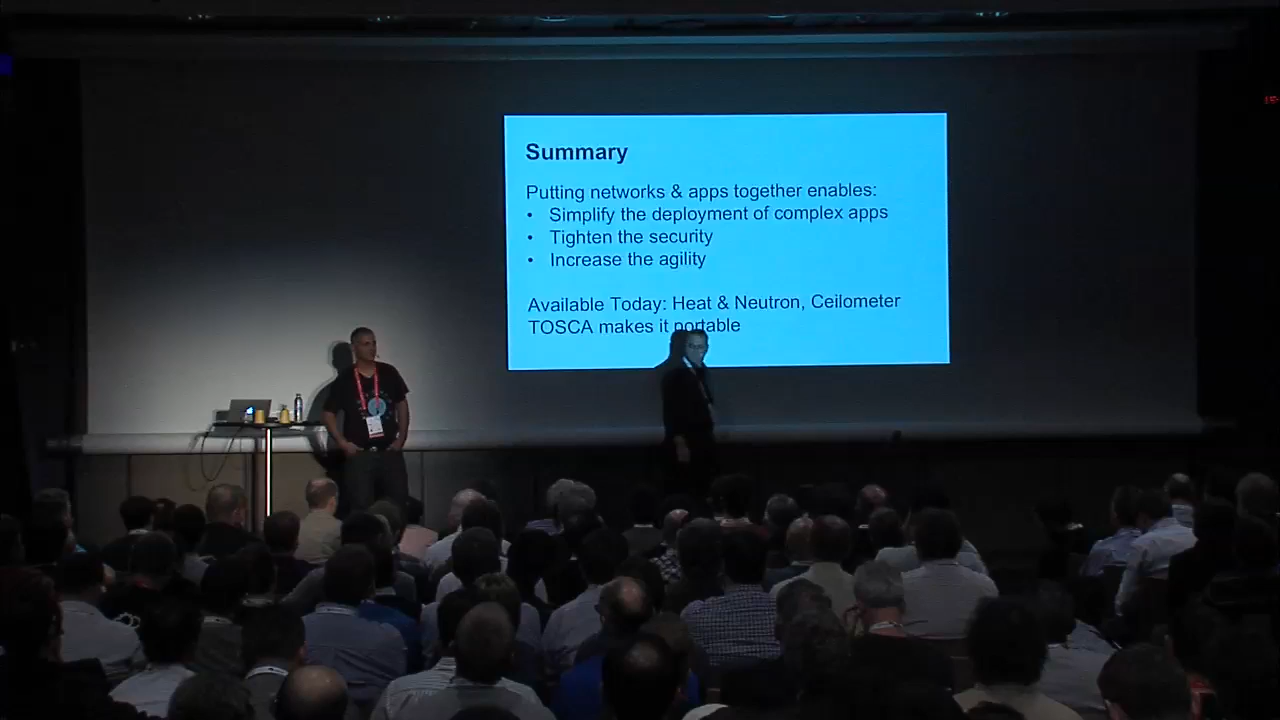 Summary
Putting networks & apps together enables:
• Simplify the deployment of complex apps
• Tighten the security
• Increase the agility
Available Today: Heat & Neutron, Ceilometer
TOSCA makes it portable